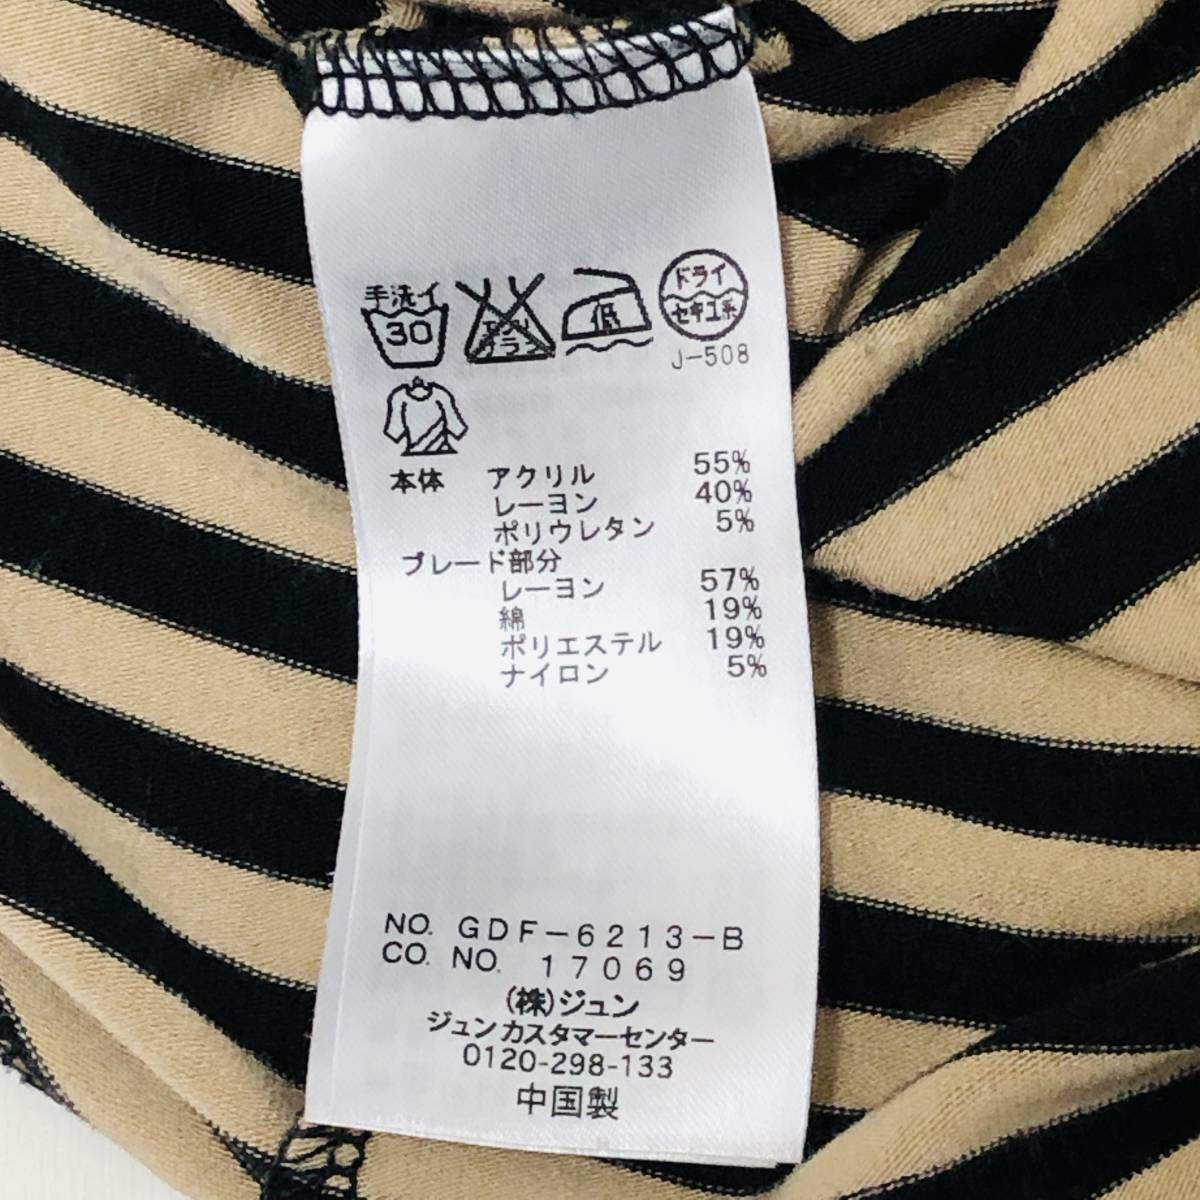 手洗イ
30
エンソ
サラシ
低
ドライ
セキユ系
J-508
本体 アクリル 55%
レーヨン 40%
ポリウレタン 5%
ブレード部分
レーヨン 57%
綿 19%
ポリエステル 19%
ナイロン 5%
NO. GDF-6213-B
CO. NO. 17069
(株)ジュン
ジュンカスタマーセンター
0120-298-133
中国製